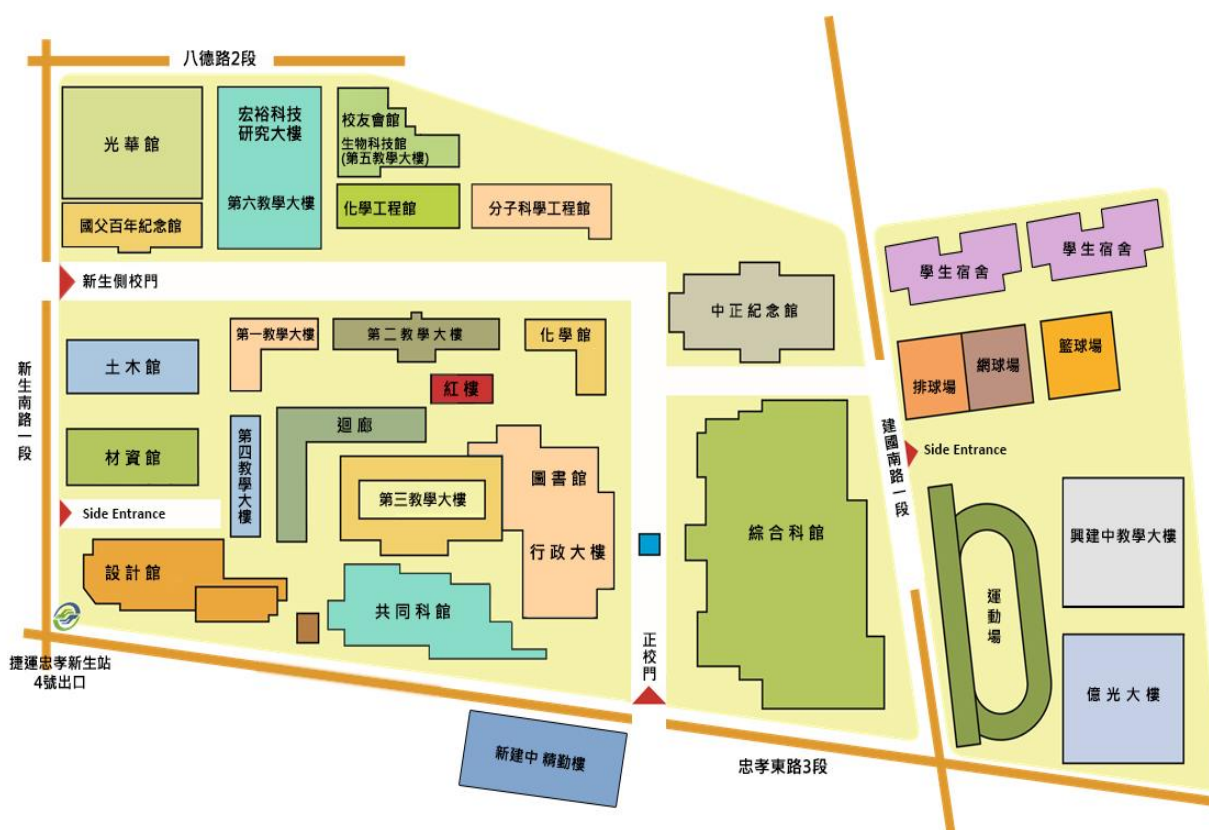 八德路2段
光華館
宏裕科技
研究大樓
第六教學大樓
校友會館
生物科技館
(第五教學大樓)
國父百年紀念館
化學工程館
分子科學工程館
新生側校門
學生宿舍
學生宿舍
中正紀念館
第一教學大樓
第二教學大樓
化學館
土木館
紅樓
排球場
網球場
籃球場
新生南路一段
迴廊
材資館
第四教學大樓
圖書館
第三教學大樓
建國南路一段
Side Entrance
Side Entrance
綜合科館
行政大樓
興建中教學大樓
設計館
共同科館
運動場
正校門
捷運忠孝新生站
4號出口
億光大樓
新建中 精勤樓
忠孝東路3段